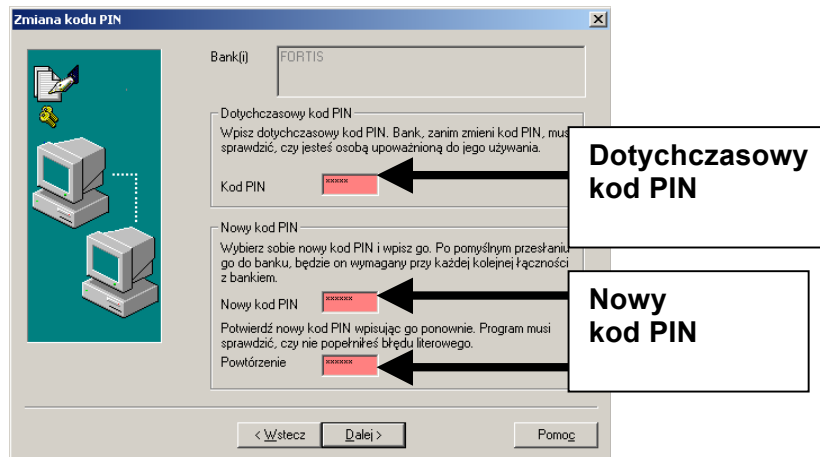 Zmiana kodu PIN
Bank(i)
FORTIS
Dotychczasowy kod PIN
Wpisz dotychczasowy kod PIN. Bank, zanim zmieni kod PIN, mus
sprawdzić, czy jesteś osobą upoważnioną do jego używania.
Kod PIN
xxxxx
Dotychczasowy
kod PIN
Nowy kod PIN
Wybierz sobie nowy kod PIN i wpisz go. Po pomyślnym przesłaniu
go do banku, będzie on wymagany przy każdej kolejnej łączności
z bankiem.
Nowy kod PIN
xxxxxx
Nowy
kod PIN
Potwierdź nowy kod PIN wpisując go ponownie. Program musi
sprawdzić, czy nie popełniłeś błędu literowego.
Powtórzenie
xxxxxx
< Wstecz
Dalej >
Pomoc